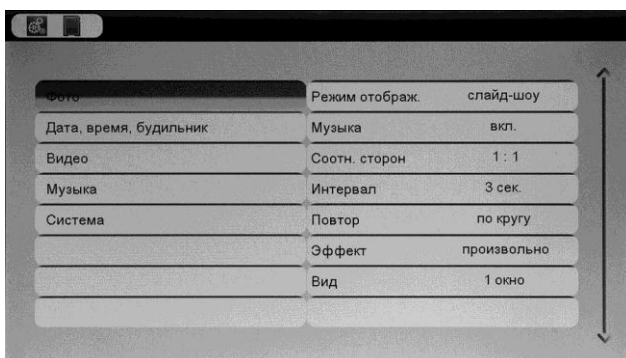 Фото
Режим отображ. слайд-шоу
Дата, время, будильник
Музыка вкл.
Видео
Соотн. сторон 1 : 1
Музыка
Интервал 3 сек.
Система
Повтор по кругу
Эффект произвольно
Вид 1 окно